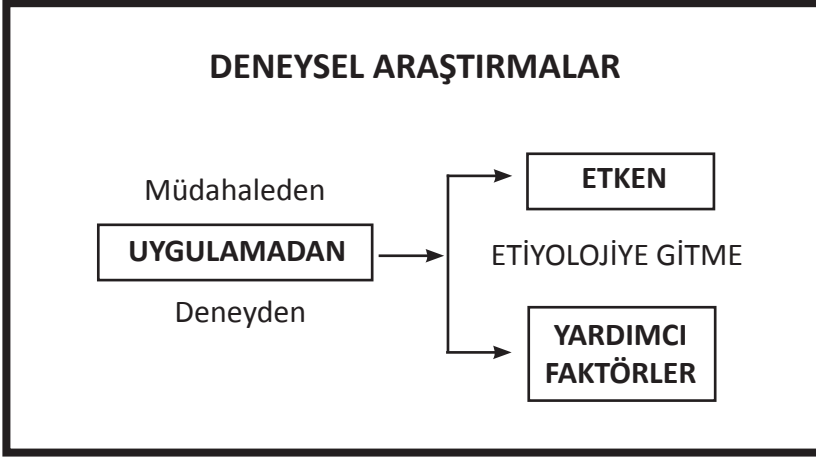 DENEYSEL ARAŞTIRMALAR
Müdahaleden
UYGULAMADAN
Deneyden
ETKEN
ETİYOLOJİYE GİTME
YARDIMCI
FAKTÖRLER